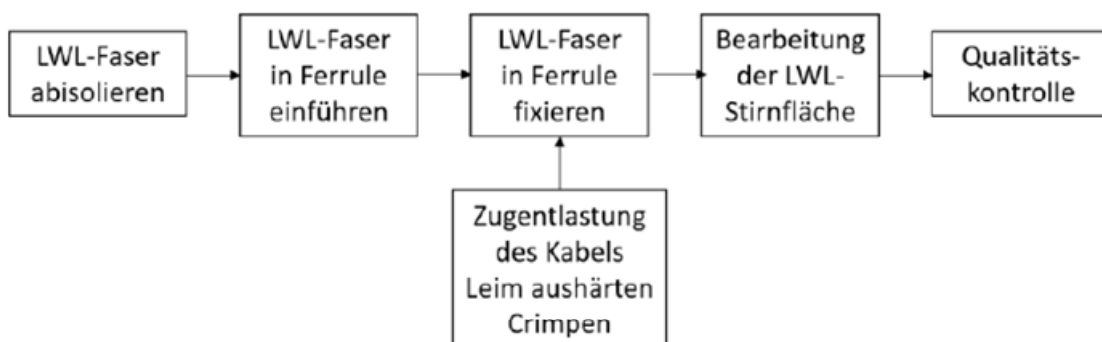 LWL-Faser
abisolieren
LWL-Faser
in Ferrule
einführen
LWL-Faser
in Ferrule
fixieren
Bearbeitung
der LWL-
Stirnfläche
Qualitäts-
kontrolle
Zugentlastung
des Kabels
Leim aushärten
Crimpen